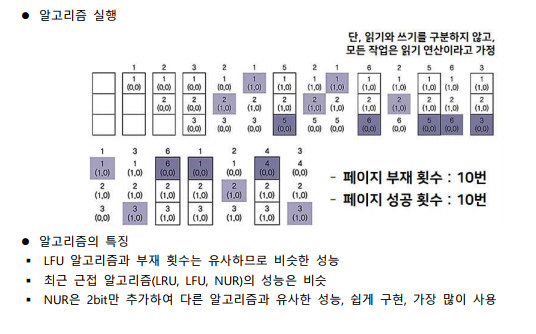 ● 알고리즘 실행
단, 읽기와 쓰기를 구분하지 않고,
모든 작업은 읽기 연산이라고 가정
1 2 3 2 1 5 2 1 6 2 5 6 3
1 1 1 1 1 1 1 1 1 1 1 1 1
(0,0) (0,0) (0,0) (0,0) (1,0) (1,0) (1,0) (1,0) (1,0) (1,0) (1,0) (1,0) (1,0)
2 2 2 2 2 2 2 2 2 2 2 2
(0,0) (0,0) (1,0) (1,0) (1,0) (1,0) (1,0) (1,0) (1,0) (1,0) (1,0) (1,0)
3 3 3 5 5 5 6 6 5 6 3
(0,0) (0,0) (0,0) (0,0) (0,0) (0,0) (0,0) (0,0) (0,0) (0,0) (0,0)
1 3 6 1 2 4 3
1 1 6 1 1 4 4
(1,0) (1,0) (0,0) (0,0) (0,0) (0,0) (0,0)
2 2 2 2 2 2 2
(1,0) (1,0) (1,0) (1,0) (1,0) (1,0) (1,0)
3 3 3 3 3 3 3
(0,0) (1,0) (1,0) (1,0) (1,0) (1,0) (1,0)
- 페이지 부재 횟수 : 10번
- 페이지 성공 횟수 : 10번
● 알고리즘의 특징
▪ LFU 알고리즘과 부재 횟수는 유사하므로 비슷한 성능
▪ 최근 근접 알고리즘(LRU, LFU, NUR)의 성능은 비슷
▪ NUR은 2bit만 추가하여 다른 알고리즘과 유사한 성능, 쉽게 구현, 가장 많이 사용